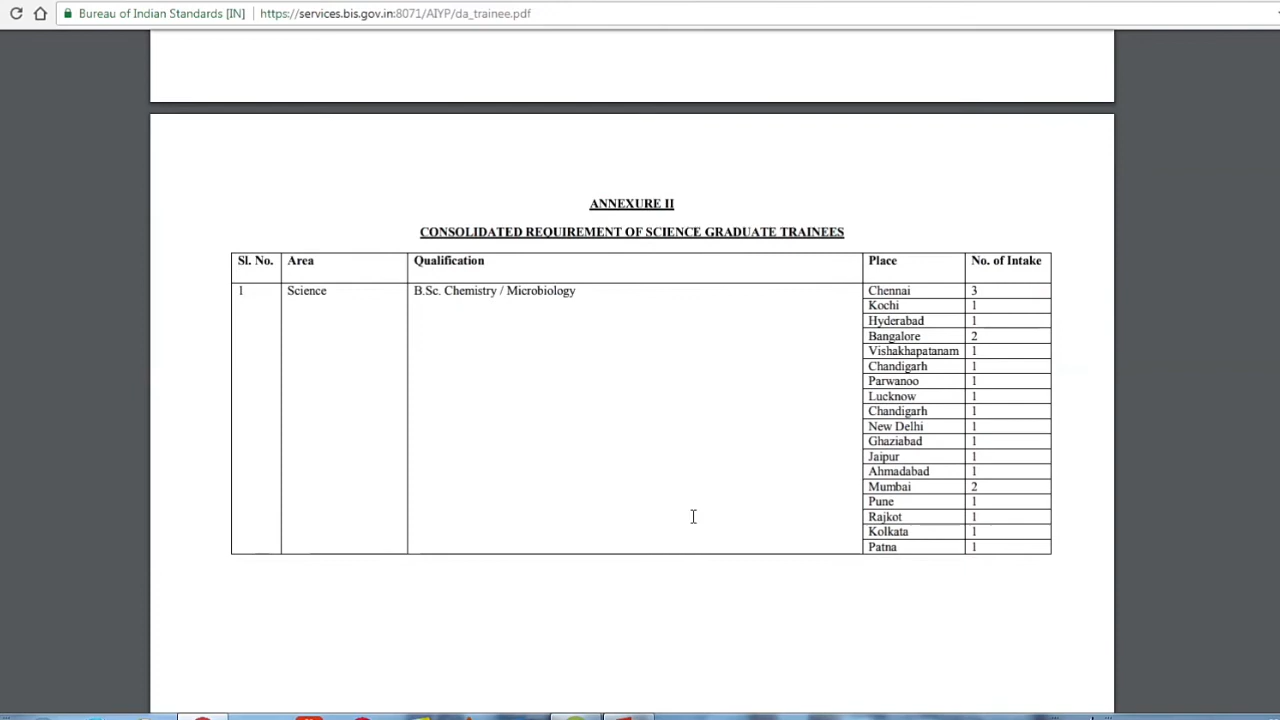 Bureau of Indian Standards [IN] https://services.bis.gov.in:8071/AIYP/da_trainee.pdf
ANNEXURE II
CONSOLIDATED REQUIREMENT OF SCIENCE GRADUATE TRAINEES
Sl. No. Area Qualification Place No. of Intake
1 Science B.Sc. Chemistry / Microbiology Chennai 3
Kochi 1
Hyderabad 1
Bangalore 2
Vishakhapatanam 1
Chandigarh 1
Parwanoo 1
Lucknow 1
Chandigarh 1
New Delhi 1
Ghaziabad 1
Jaipur 1
Ahmadabad 1
Mumbai 2
Pune 1
Rajkot 1
Kolkata 1
Patna 1